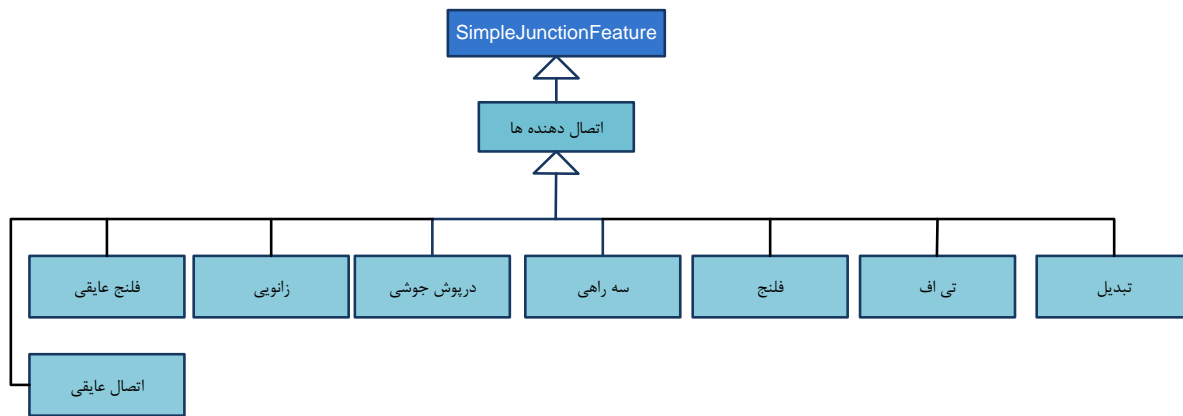 SimpleJunctionFeature
اتصال دهنده ها
تبدیل
تی اف
فلنج
سه راهی
درپوش جوشی
زانویی
فلنج عایقی
اتصال عایقی